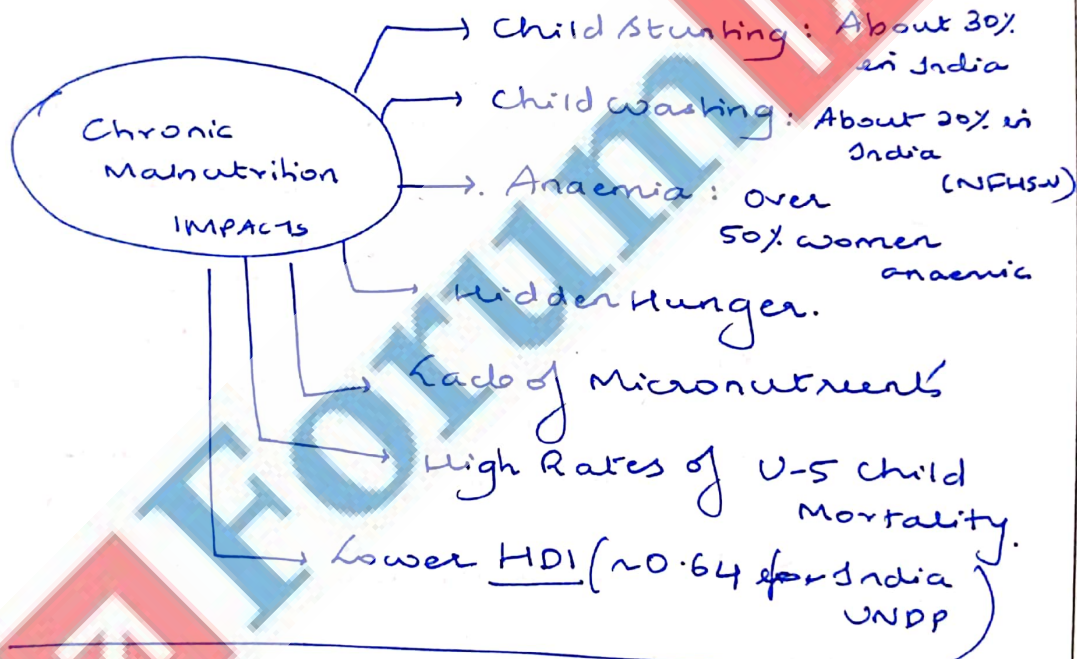 Chronic
Malnutrition
IMPACTS
Child stunting: About 30%
in India
Child wasting: About 20% in
India
(NFHS-V)
Anaemia: Over
50% women
anaemic
Hidden Hunger.
Lack of Micronutrients
High Rates of U-5 Child
Mortality.
Lower HDI (~0.64 for India
UNDP)
Forum